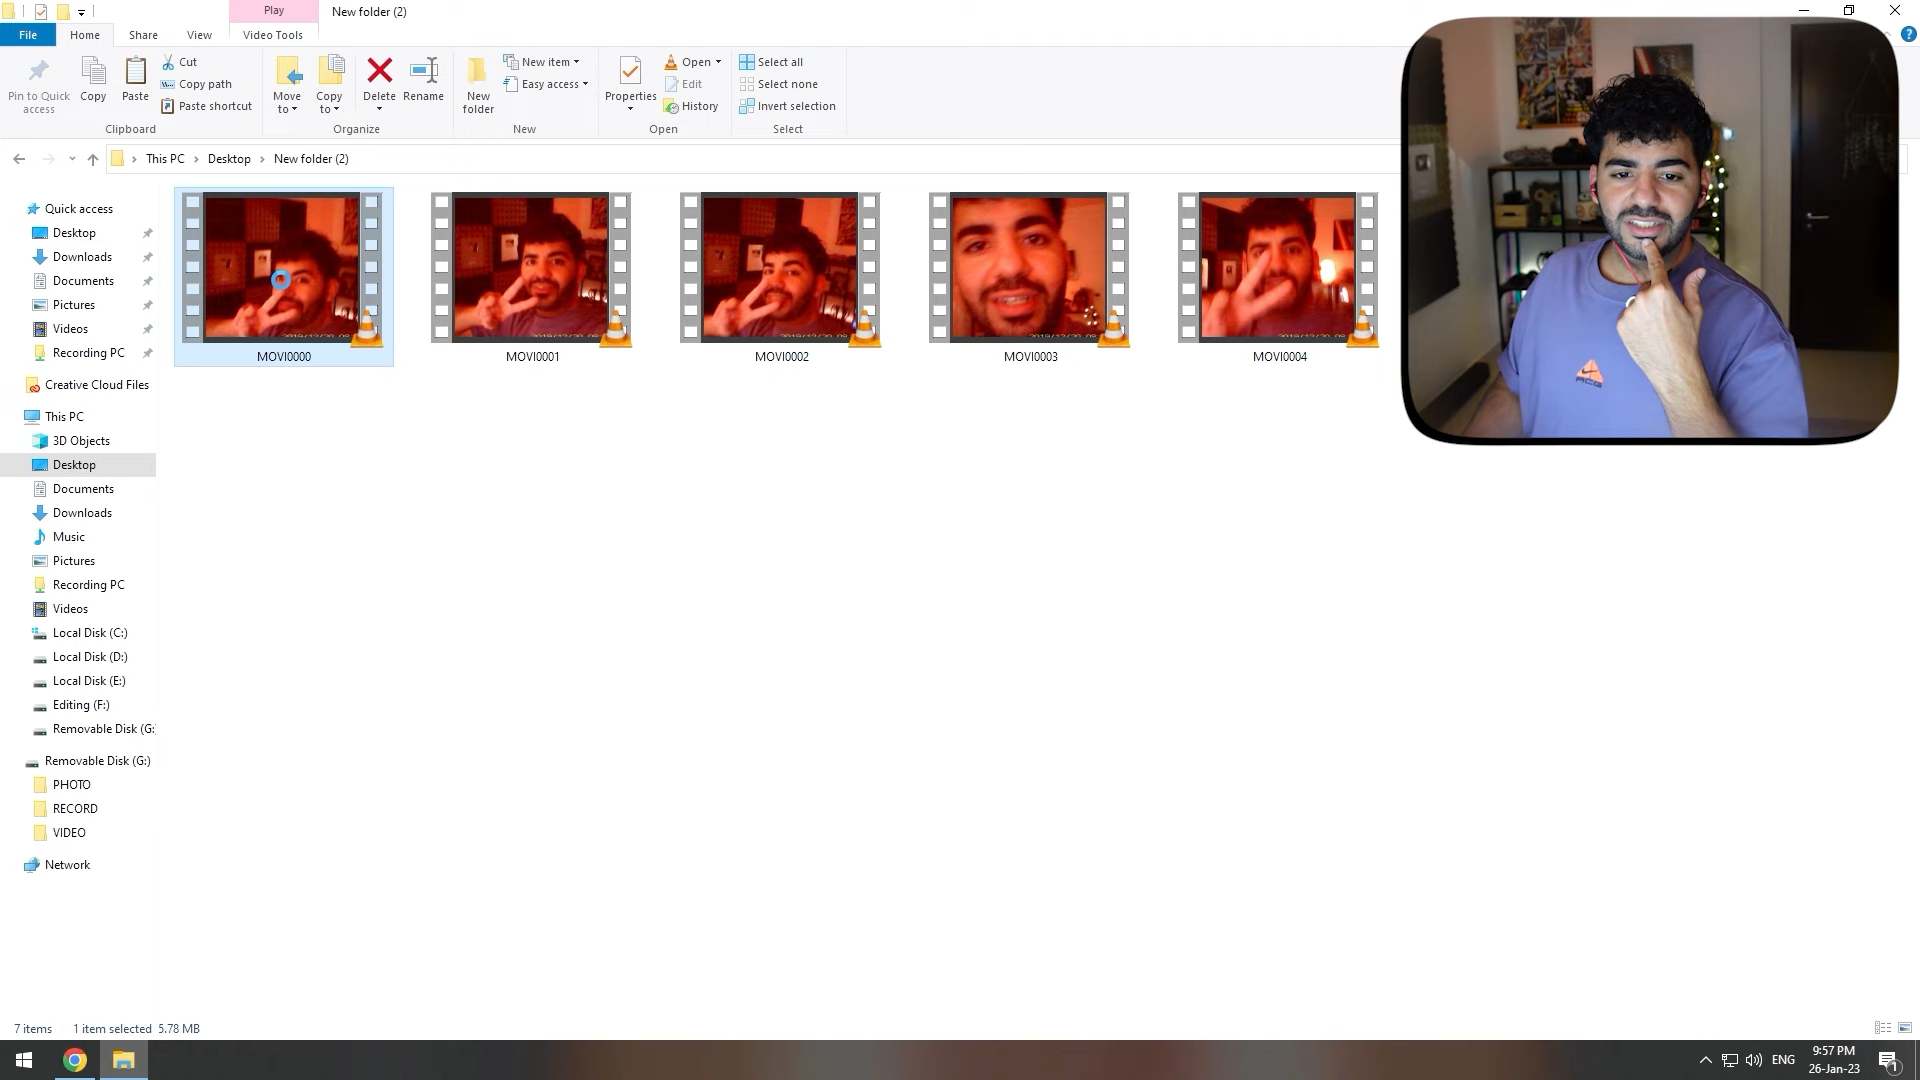 Play
New folder (2)
File
Home
Share
View
Video Tools
Pin to Quick
access
Copy
Paste
Cut
Copy path
Paste shortcut
Clipboard
Move
to
Copy
to
Delete
Rename
Organize
New
folder
New item
Easy access
New
Properties
Open
Edit
History
Open
Select all
Select none
Invert selection
Select
This PC
Desktop
New folder (2)
Quick access
Desktop
Downloads
Documents
Pictures
Videos
Recording PC
Creative Cloud Files
This PC
3D Objects
Desktop
Documents
Downloads
Music
Pictures
Recording PC
Videos
Local Disk (C:)
Local Disk (D:)
Local Disk (E:)
Editing (F:)
Removable Disk (G:
Removable Disk (G:)
PHOTO
RECORD
VIDEO
Network
MOVI0000
MOVI0001
MOVI0002
MOVI0003
MOVI0004
ACG
7 items
1 item selected 5.78 MB
ENG
9:57 PM
26-Jan-23
1